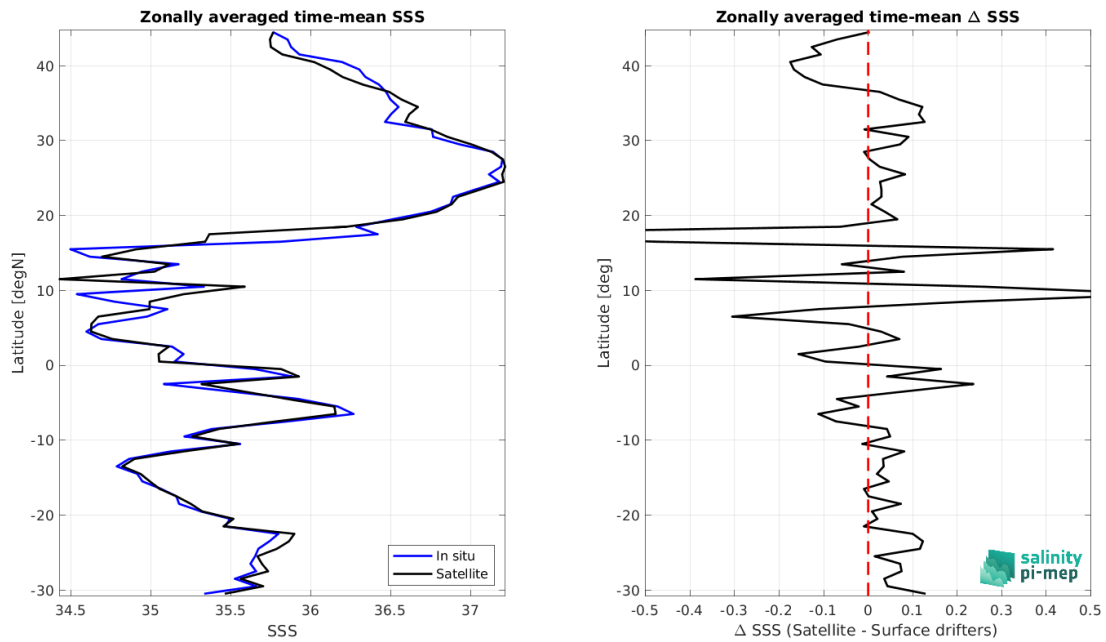 Zonally averaged time-mean SSS
40
30
20
10
0
-10
-20
-30
Latitude [degN]
34.5 35 35.5 36 36.5 37
SSS
In situ
Satellite
Zonally averaged time-mean Δ SSS
40
30
20
10
0
-10
-20
-30
Latitude [deg]
-0.5 -0.4 -0.3 -0.2 -0.1 0 0.1 0.2 0.3 0.4 0.5
Δ SSS (Satellite - Surface drifters)
salinity
pi-mep